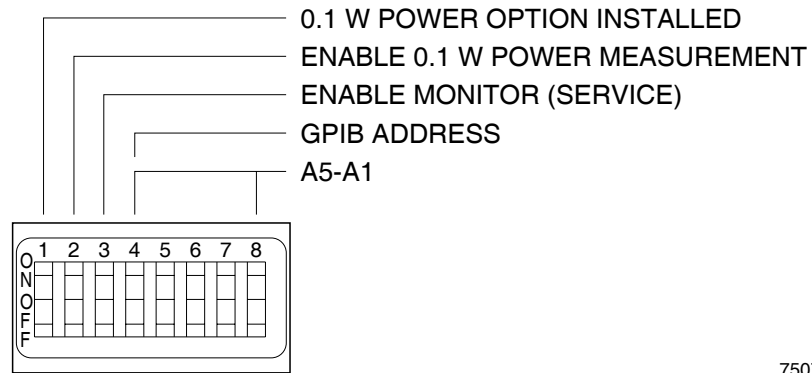 0.1 W POWER OPTION INSTALLED
ENABLE 0.1 W POWER MEASUREMENT
ENABLE MONITOR (SERVICE)
GPIB ADDRESS
A5-A1
1 2 3 4 5 6 7 8
ON
OFF